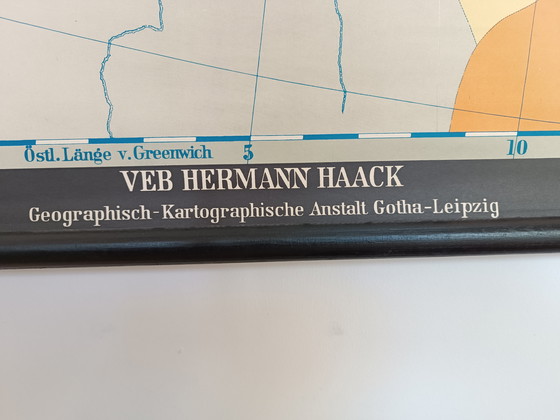 Östl. Länge v. Greenwich 5 10
VEB HERMANN HAACK
Geographisch-Kartographische Anstalt Gotha-Leipzig